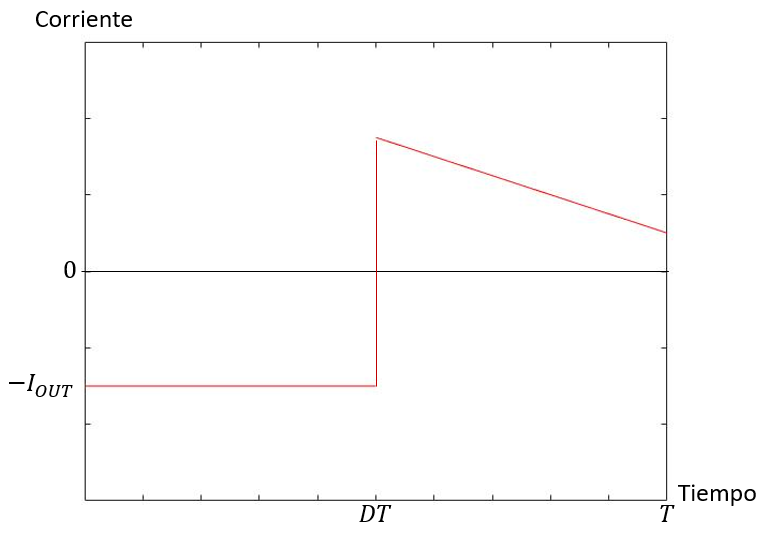 Corriente
0
−I_OUT
Tiempo
DT
T